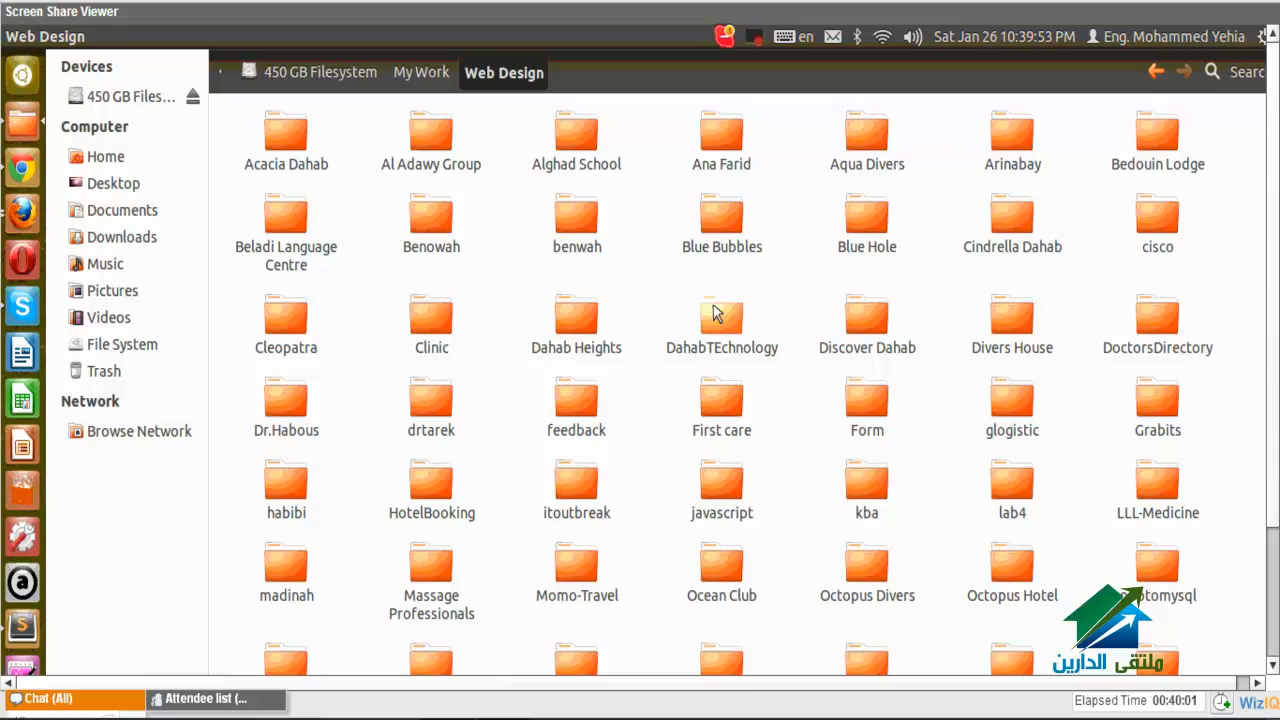 Screen Share Viewer
Web Design
en
Sat Jan 26 10:39:53 PM
Eng. Mohammed Yehia
Devices
450 GB Files...
Computer
Home
Desktop
Documents
Downloads
Music
Pictures
Videos
File System
Trash
Network
Browse Network
450 GB Filesystem
My Work
Web Design
Searc
Acacia Dahab
Al Adawy Group
Alghad School
Ana Farid
Aqua Divers
Arinabay
Bedouin Lodge
Beladi Language
Centre
Benowah
benwah
Blue Bubbles
Blue Hole
Cindrella Dahab
cisco
Cleopatra
Clinic
Dahab Heights
DahabTEchnology
Discover Dahab
Divers House
DoctorsDirectory
Dr.Habous
drtarek
feedback
First care
Form
glogistic
Grabits
habibi
HotelBooking
itoutbreak
javascript
kba
lab4
LLL-Medicine
madinah
Massage
Professionals
Momo-Travel
Ocean Club
Octopus Divers
Octopus Hotel
ملتقى الدارين
Chat (All)
Attendee list (...
Elapsed Time 00:40:01
WizIQ